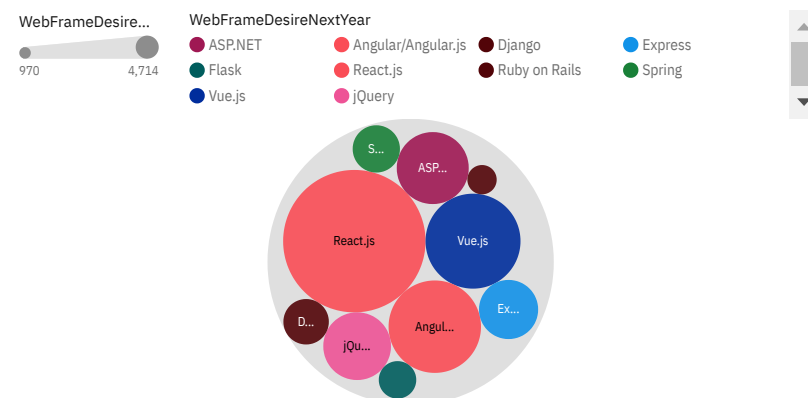 WebFrameDesire...
970 4,714
WebFrameDesireNextYear
ASP.NET Angular/Angular.js Django Express
Flask React.js Ruby on Rails Spring
Vue.js jQuery
S...
ASP...
React.js
Vue.js
Ex...
D...
Angul...
jQu...